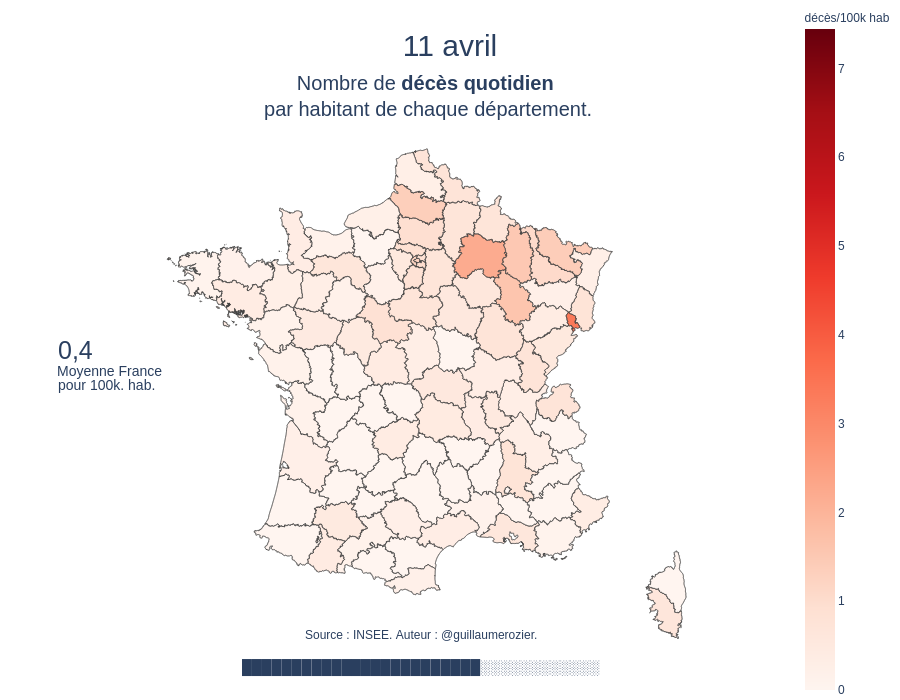 décès/100k hab
11 avril
Nombre de décès quotidien
par habitant de chaque département.
7
6
5
4
3
2
1
0
0,4
Moyenne France
pour 100k. hab.
Source : INSEE. Auteur : @guillaumerozier.